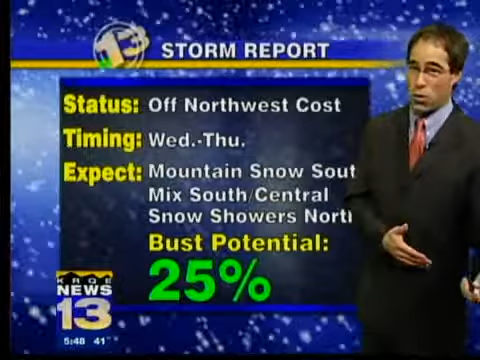 13 STORM REPORT
Status: Off Northwest Cost
Timing: Wed.-Thu.
Expect: Mountain Snow Sout
Mix South/Central
Snow Showers North
Bust Potential:
25%
KRQE
NEWS
13
5:48 41°